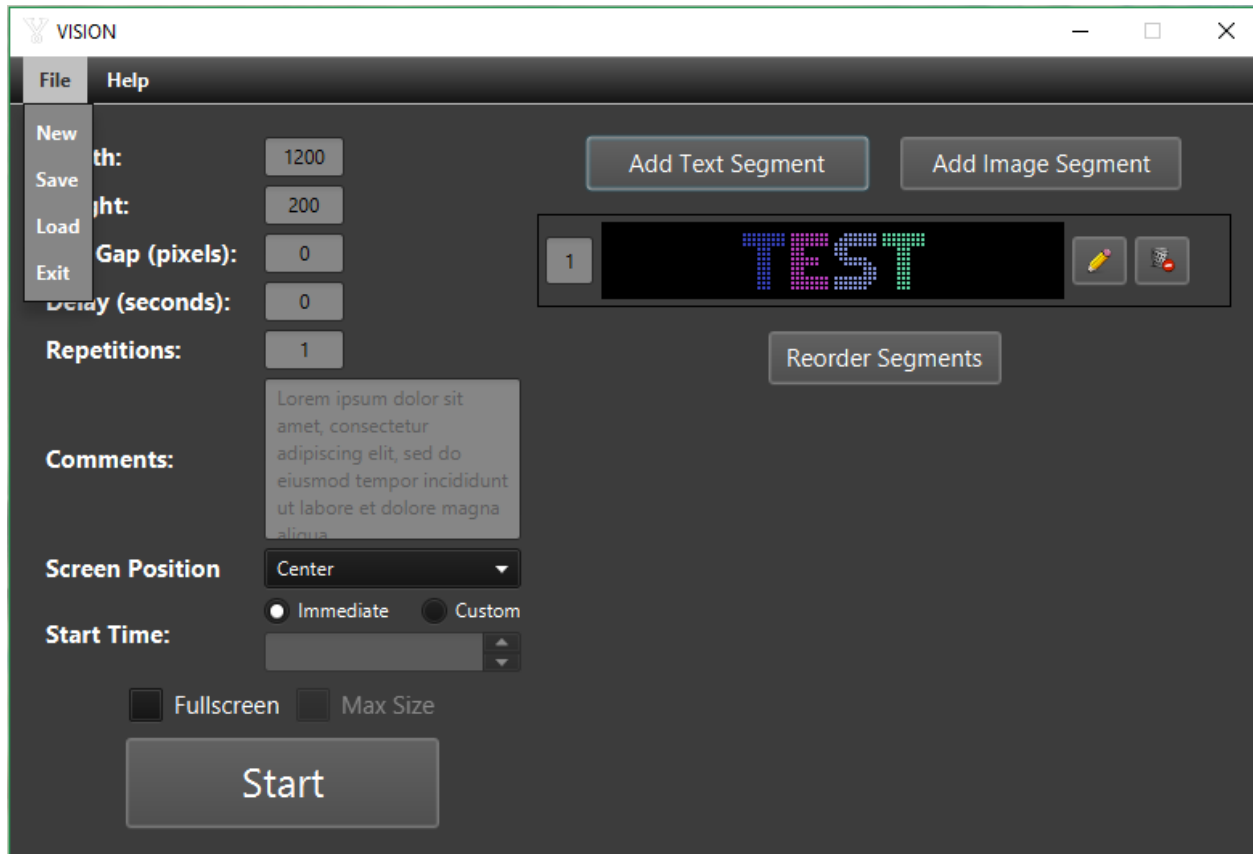 VISION
File Help
New
Save
Load
Exit
th: 1200
ght: 200
Gap (pixels): 0
Delay (seconds): 0
Repetitions: 1
Comments:
Lorem ipsum dolor sit
amet, consectetur
adipiscing elit, sed do
eiusmod tempor incididunt
ut labore et dolore magna
aliqua
Screen Position Center
Start Time:
Immediate Custom
Fullscreen Max Size
Start
Add Text Segment Add Image Segment
1 TEST
Reorder Segments